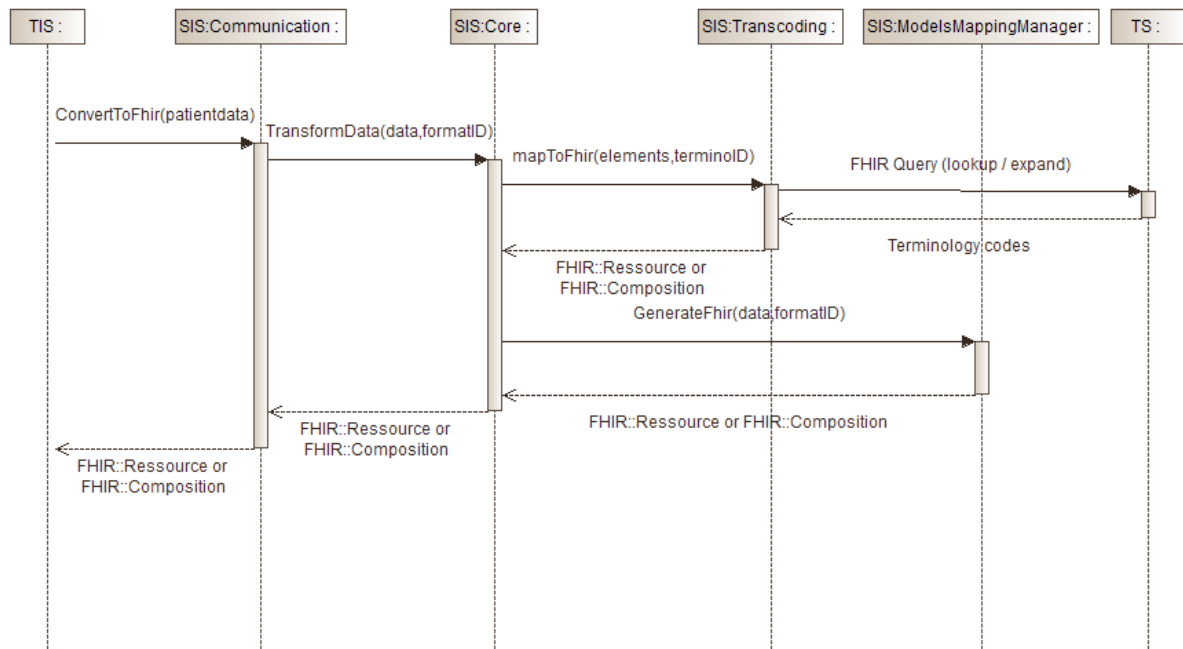 TIS :
SIS:Communication :
SIS:Core :
SIS:Transcoding :
SIS:ModelsMappingManager :
TS :
ConvertToFhir(patientdata)
TransformData(data,formatID)
mapToFhir(elements,terminoID)
FHIR Query (lookup / expand)
Terminology codes
FHIR::Ressource or
FHIR::Composition
GenerateFhir(data,formatID)
FHIR::Ressource or FHIR::Composition
FHIR::Ressource or
FHIR::Composition
FHIR::Ressource or
FHIR::Composition